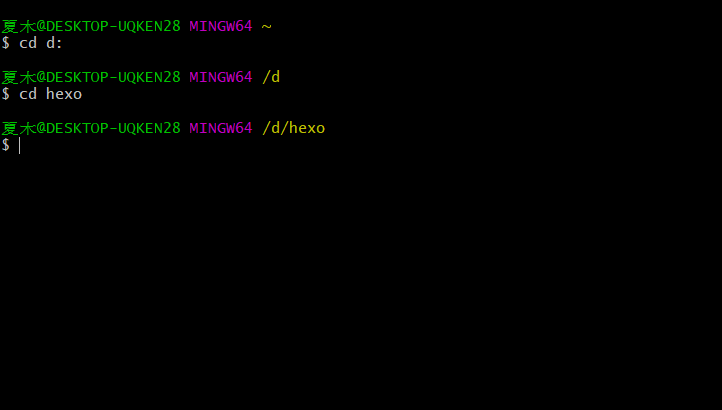 夏木@DESKTOP-UQKEN28 MINGW64 ~
$ cd d:
夏木@DESKTOP-UQKEN28 MINGW64 /d
$ cd hexo
夏木@DESKTOP-UQKEN28 MINGW64 /d/hexo
$